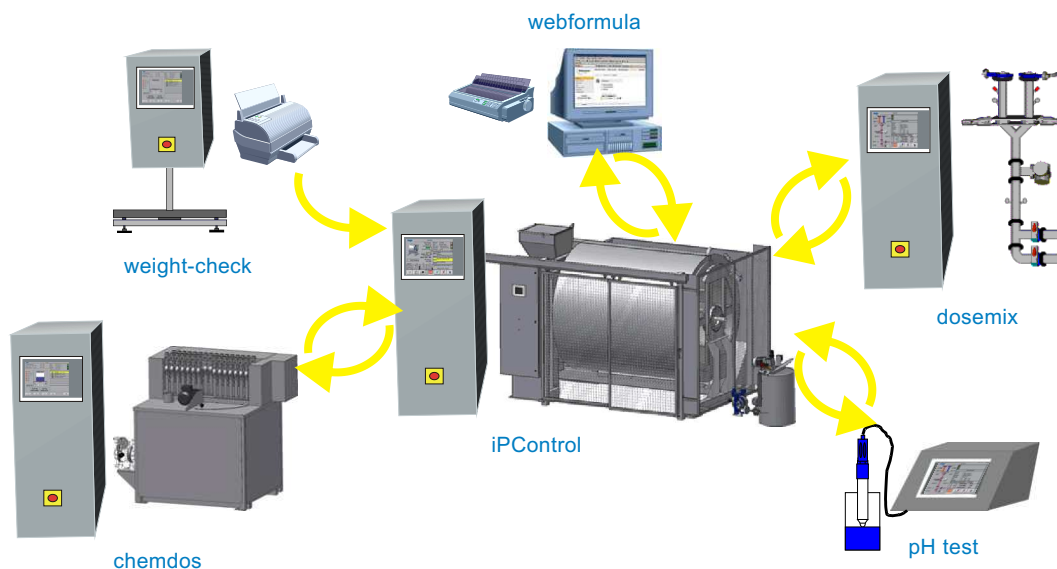 webformula
weight-check
dosemix
iPControl
pH test
chemdos